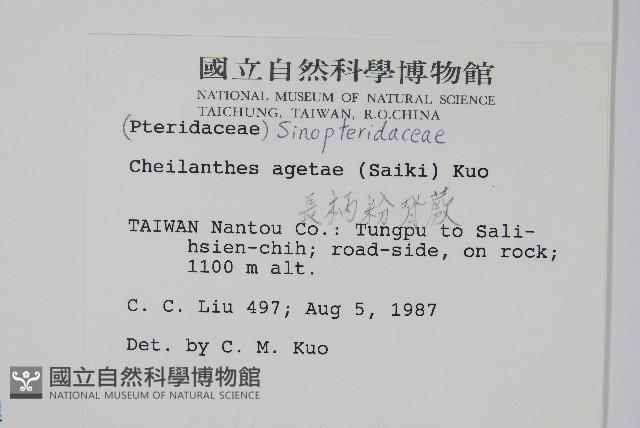 國立自然科學博物館
NATIONAL MUSEUM OF NATURAL SCIENCE
TAICHUNG, TAIWAN, R.O.CHINA
(Pteridaceae) Sinopteridaceae
Cheilanthes agetae (Saiki) Kuo
長柄粉背蕨
TAIWAN Nantou Co.: Tungpu to Sali-
hsien-chih; road-side, on rock;
1100 m alt.
C. C. Liu 497; Aug 5, 1987
Det. by C. M. Kuo
國立自然科學博物館
NATIONAL MUSEUM OF NATURAL SCIENCE